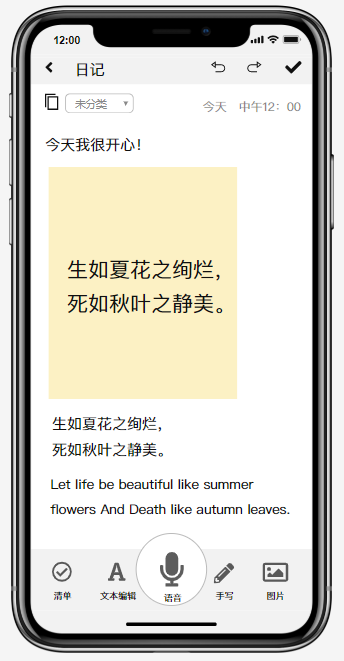 12:00
日记
未分类
今天 中午12：00
今天我很开心！
生如夏花之绚烂，
死如秋叶之静美。
生如夏花之绚烂，
死如秋叶之静美。
Let life be beautiful like summer
flowers And Death like autumn leaves.
清单 文本编辑 语音 手写 图片